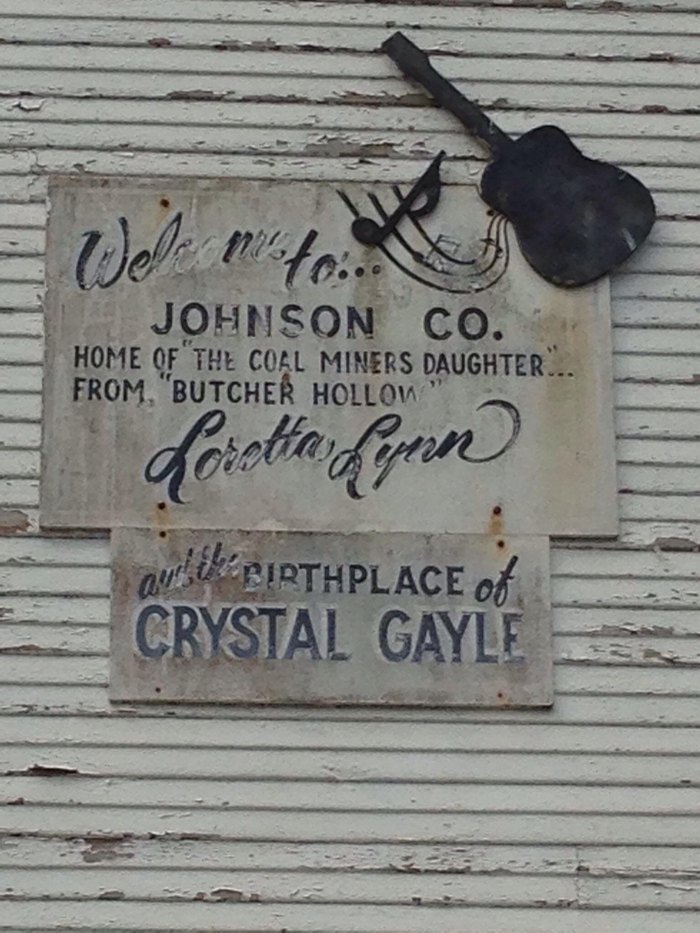 Welcome to...
JOHNSON CO.
HOME OF "THE COAL MINERS DAUGHTER"...
FROM "BUTCHER HOLLOW"
Loretta Lynn
and the BIRTHPLACE of
CRYSTAL GAYLE